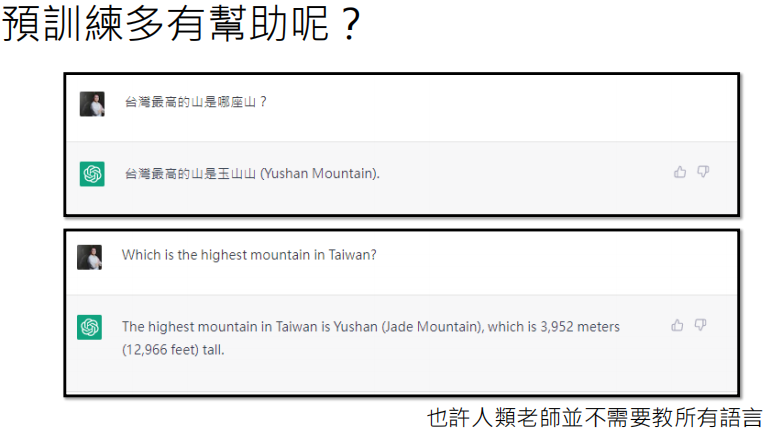 預訓練多有幫助呢？
台灣最高的山是哪座山？
台灣最高的山是玉山山 (Yushan Mountain).
Which is the highest mountain in Taiwan?
The highest mountain in Taiwan is Yushan (Jade Mountain), which is 3,952 meters
(12,966 feet) tall.
也許人類老師並不需要教所有語言